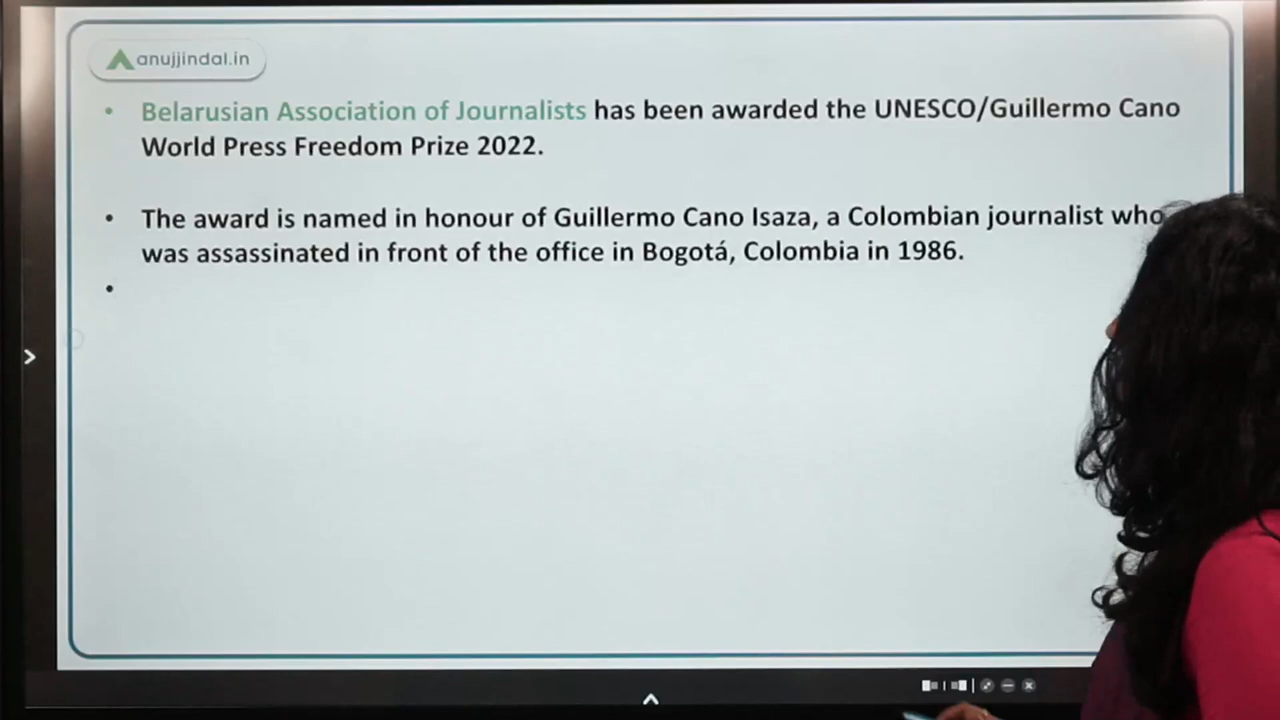 anujjindal.in
• Belarusian Association of Journalists has been awarded the UNESCO/Guillermo Cano
World Press Freedom Prize 2022.
• The award is named in honour of Guillermo Cano Isaza, a Colombian journalist who
was assassinated in front of the office in Bogotá, Colombia in 1986.
•